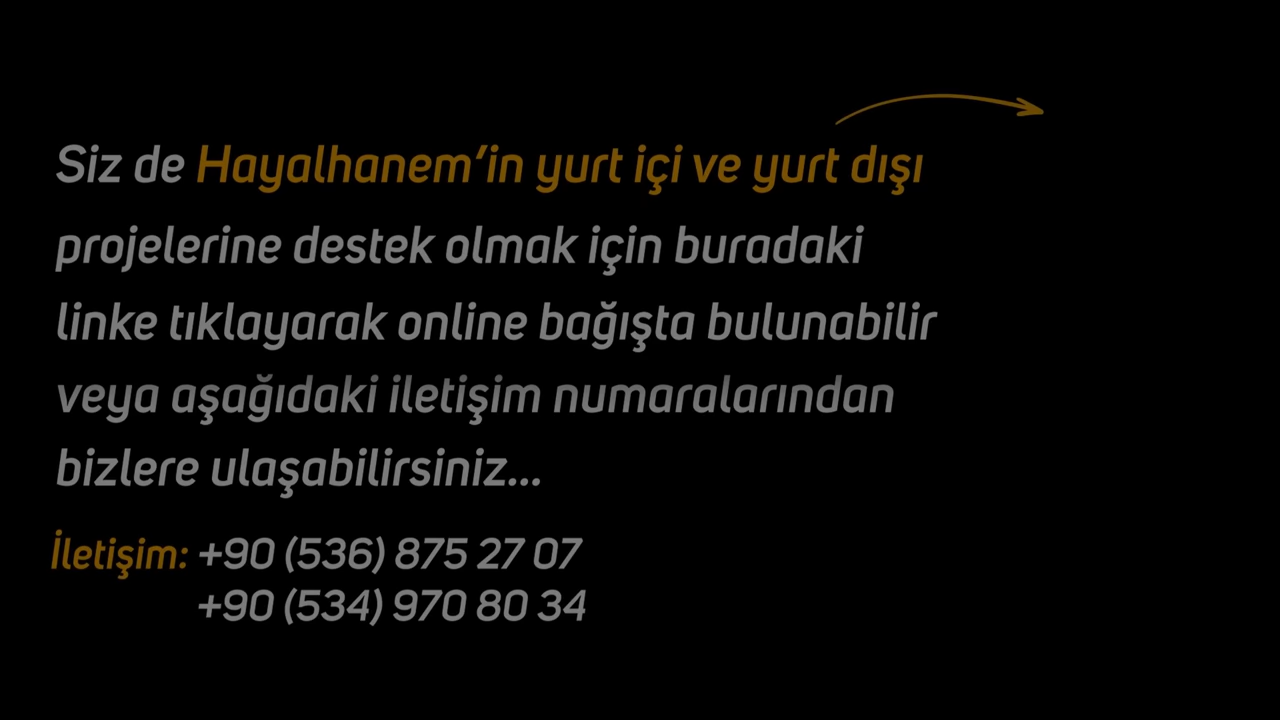 Siz de Hayalhanem'in yurt içi ve yurt dışı
projelerine destek olmak için buradaki
linke tıklayarak online bağışta bulunabilir
veya aşağıdaki iletişim numaralarından
bizlere ulaşabilirsiniz...
İletişim: +90 (536) 875 27 07
+90 (534) 970 80 34